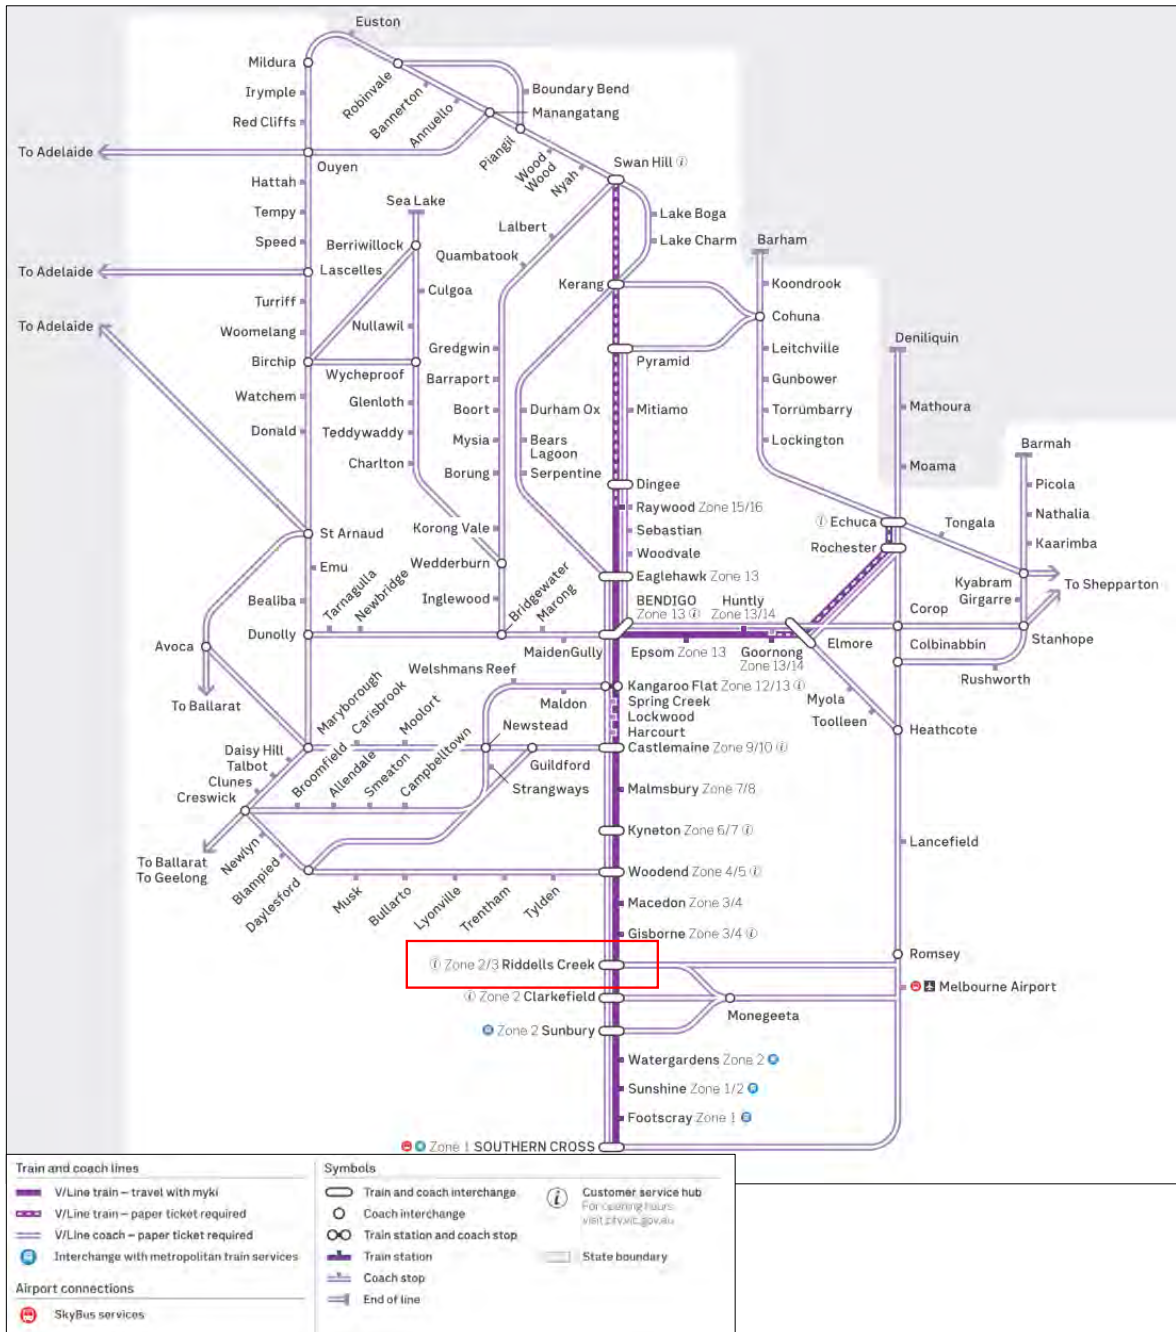 Euston
Mildura
Irymple
Red Cliffs
Robinvale
Bannerton
Annuello
Boundary Bend
Manangatang
Piangil
Wood
Wood
Nyah
To Adelaide
Ouyen
Swan Hill
Hattah
Tempy
Speed
Sea Lake
Lalbert
Lake Boga
Lake Charm
Berriwillock
Quambatook
Barham
To Adelaide
Lascelles
Kerang
Koondrook
Culgoa
Turriff
Cohuna
To Adelaide
Woomelang
Nullawil
Deniliquin
Birchip
Wycheproof
Gredgwin
Pyramid
Leitchville
Barraport
Gunbower
Watchem
Glenloth
Boort
Durham Ox
Mitiamo
Torrumbarry
Mathoura
Donald
Teddywaddy
Mysia
Bears
Lagoon
Lockington
Barmah
Charlton
Borung
Serpentine
Moama
Dingee
Picola
Raywood Zone 15/16
Nathalia
Korong Vale
Sebastian
Echuca
Tongala
St Arnaud
Woodvale
Rochester
Kaarimba
Emu
Wedderburn
Eaglehawk Zone 13
Kyabram
Girgarre
To Shepparton
Bealiba
Tarnagulla
Newbridge
Inglewood
Bridgewater
Marong
BENDIGO
Zone 13
Huntly
Zone 13/14
Corop
Avoca
Dunolly
MaidenGully
Epsom Zone 13
Goornong
Zone 13/14
Elmore
Colbinabbin
Stanhope
Welshmans Reef
Rushworth
To Ballarat
Maryborough
Carisbrook
Moolort
Maldon
Kangaroo Flat Zone 12/13
Spring Creek
Lockwood
Harcourt
Myola
Toolleen
Newstead
Heathcote
Daisy Hill
Talbot
Clunes
Creswick
Broomfield
Allendale
Smeaton
Campbelltown
Guildford
Castlemaine Zone 9/10
Strangways
Malmsbury Zone 7/8
Kyneton Zone 6/7
Lancefield
To Ballarat
To Geelong
Newlyn
Blampied
Daylesford
Musk
Bullarto
Lyonville
Trentham
Tylden
Woodend Zone 4/5
Macedon Zone 3/4
Gisborne Zone 3/4
Romsey
Zone 2/3 Riddells Creek
Melbourne Airport
Zone 2 Clarkefield
Monegeeta
Zone 2 Sunbury
Watergardens Zone 2
Sunshine Zone 1/2
Footscray Zone 1
Zone 1 SOUTHERN CROSS
Train and coach lines
V/Line train – travel with myki
V/Line train – paper ticket required
V/Line coach – paper ticket required
Interchange with metropolitan train services
Airport connections
SkyBus services
Symbols
Train and coach interchange
Coach interchange
Train station and coach stop
Train station
Coach stop
End of line
Customer service hub
For opening hours
visit ptv.vic.gov.au
State boundary